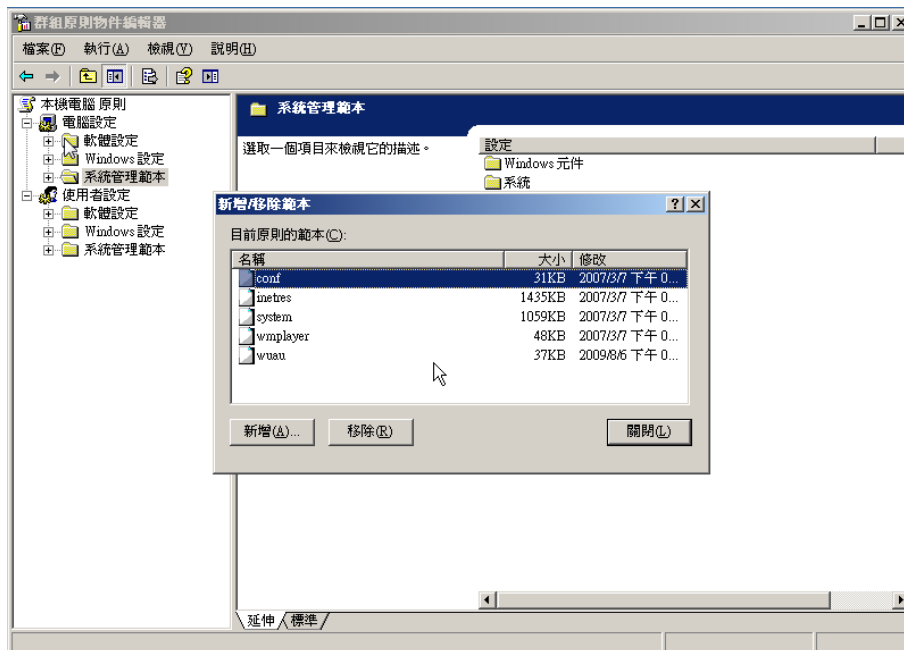 群組原則物件編輯器
檔案(F) 執行(A) 檢視(V) 說明(H)
本機電腦 原則
電腦設定
軟體設定
Windows 設定
系統管理範本
使用者設定
軟體設定
Windows 設定
系統管理範本
系統管理範本
選取一個項目來檢視它的描述。
設定
Windows 元件
系統
新增/移除範本
目前原則的範本(C):
名稱 大小 修改
conf 31KB 2007/3/7 下午 0...
inetres 1435KB 2007/3/7 下午 0...
system 1059KB 2007/3/7 下午 0...
wmplayer 48KB 2007/3/7 下午 0...
wuau 37KB 2009/8/6 下午 0...
新增(A)... 移除(R) 關閉(L)
延伸 標準